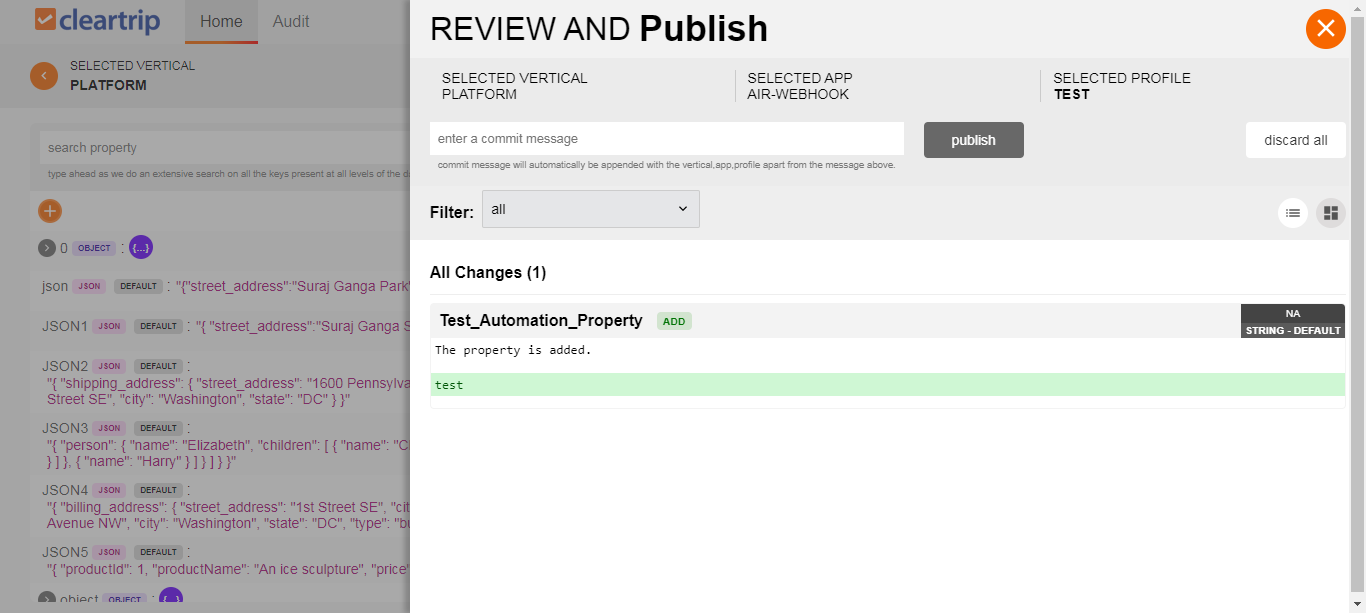 cleartrip
Home
Audit
SELECTED VERTICAL
PLATFORM
search property
type ahead as we do an extensive search on all the keys present at all levels of the
0 OBJECT : {...}
json JSON DEFAULT : "{"street_address":"Suraj Ganga Park"
JSON1 JSON DEFAULT : "{ "street_address":"Suraj Ganga
JSON2 JSON DEFAULT :
"{ "shipping_address": { "street_address": "1600
Street SE", "city": "Washington", "state": "DC" } }"
JSON3 JSON DEFAULT :
"{ "person": { "name": "Elizabeth", "children": [ { "name":
} ] }, { "name": "Harry" } ] } ] } }"
JSON4 JSON DEFAULT :
"{ "billing_address": { "street_address": "1st Street SE",
Avenue NW", "city": "Washington", "state": "DC", "type":
JSON5 JSON DEFAULT :
"{ "productId": 1, "productName": "An ice sculpture", "price"
object OBJECT : {...}
REVIEW AND Publish
SELECTED VERTICAL
PLATFORM
SELECTED APP
AIR-WEBHOOK
SELECTED PROFILE
TEST
enter a commit message
publish
discard all
commit message will automatically be appended with the vertical,app,profile apart from the message above.
Filter:
all
All Changes (1)
Test_Automation_Property ADD
NA
STRING - DEFAULT
The property is added.
test